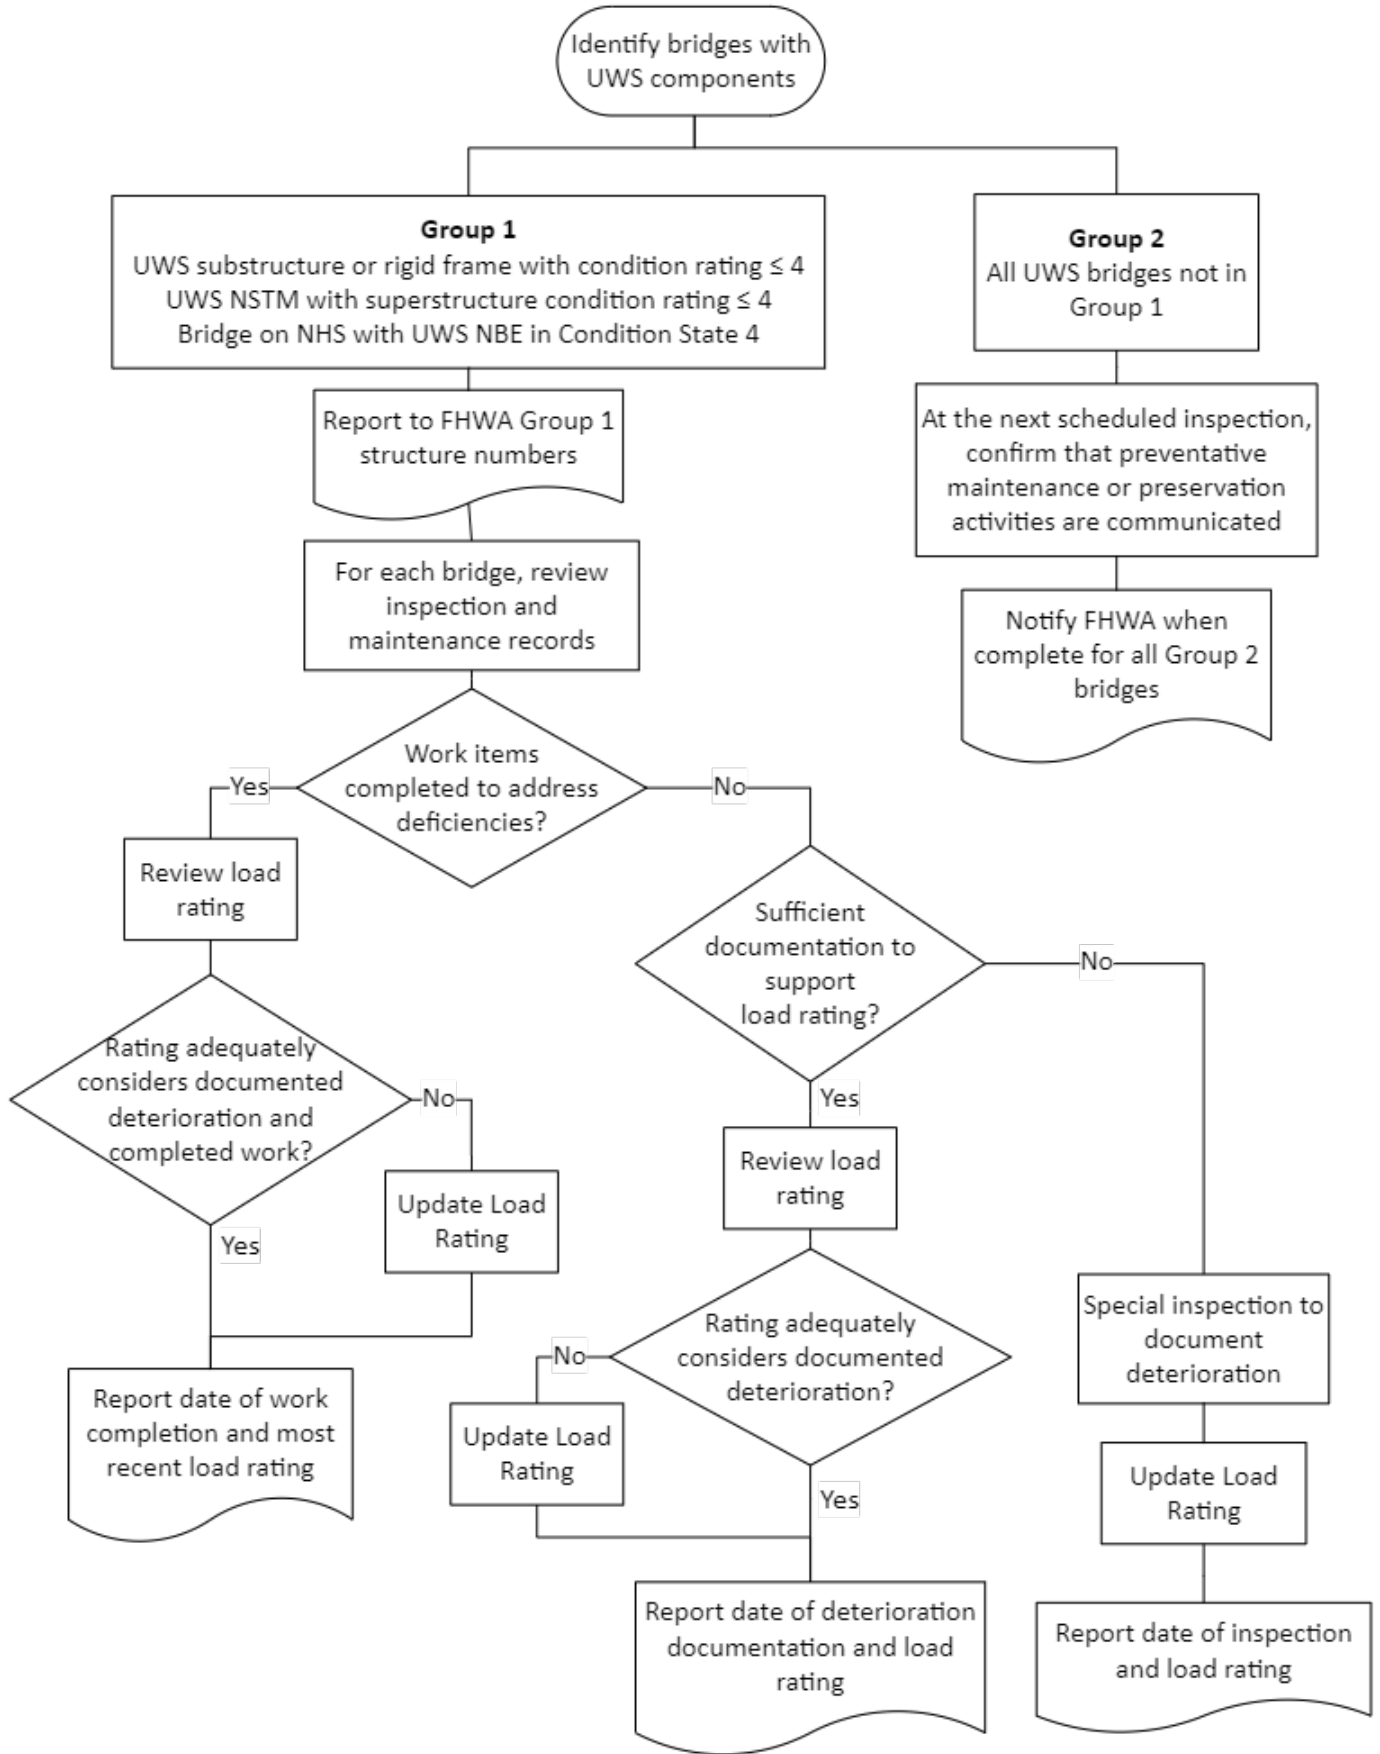 Identify bridges with
UWS components
Group 1
UWS substructure or rigid frame with condition rating ≤ 4
UWS NSTM with superstructure condition rating ≤ 4
Bridge on NHS with UWS NBE in Condition State 4
Group 2
All UWS bridges not in
Group 1
Report to FHWA Group 1
structure numbers
At the next scheduled inspection,
confirm that preventative
maintenance or preservation
activities are communicated
For each bridge, review
inspection and
maintenance records
Notify FHWA when
complete for all Group 2
bridges
Work items
completed to address
deficiencies?
Yes
No
Review load
rating
Sufficient
documentation to
support
load rating?
No
Rating adequately
considers documented
deterioration and
completed work?
No
Yes
Update Load
Rating
Yes
Review load
rating
Special inspection to
document
deterioration
Rating adequately
considers documented
deterioration?
No
Report date of work
completion and most
recent load rating
Update Load
Rating
Yes
Update Load
Rating
Report date of deterioration
documentation and load
rating
Report date of inspection
and load rating